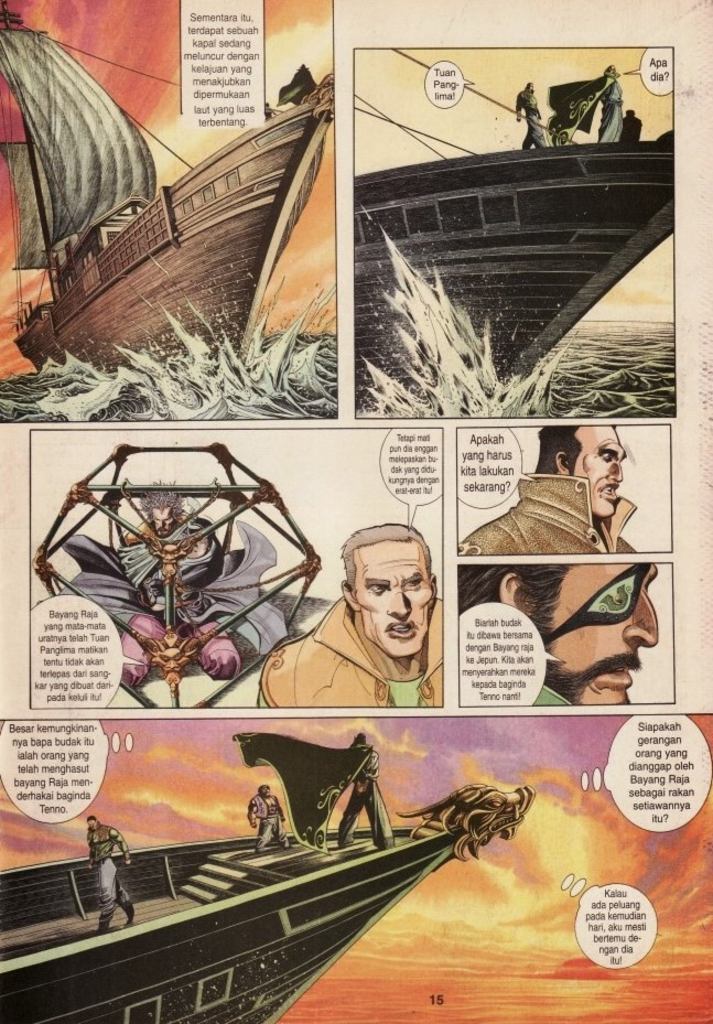 Sementara itu,
terdapat sebuah
kapal sedang
meluncur dengan
kelajuan yang
menakjubkan
dipermukaan
laut yang luas
terbentang.
Tuan
Pang-
lima!
Apa
dia?
Bayang Raja
yang mata-mata
uratnya telah Tuan
Panglima matikan
tentu tidak akan
terlepas dari sang-
kar yang dibuat dari-
pada keluli itu!
Tetapi mati
pun dia enggan
melepaskan bu-
dak yang didu-
kungnya dengan
erat-erat itu!
Apakah
yang harus
kita lakukan
sekarang?
Biarlah budak
itu dibawa bersama
dengan Bayang raja
ke Jepun. Kita akan
menyerahkan mereka
kepada baginda
Tenno nanti!
Besar kemungkinan-
nya bapa budak itu
ialah orang yang
telah menghasut
bayang Raja men-
derhakai baginda
Tenno.
Siapakah
gerangan
orang yang
dianggap oleh
Bayang Raja
sebagai rakan
setiawannya
itu?
Kalau
ada peluang
pada kemudian
hari, aku mesti
bertemu de-
ngan dia
itu!
15